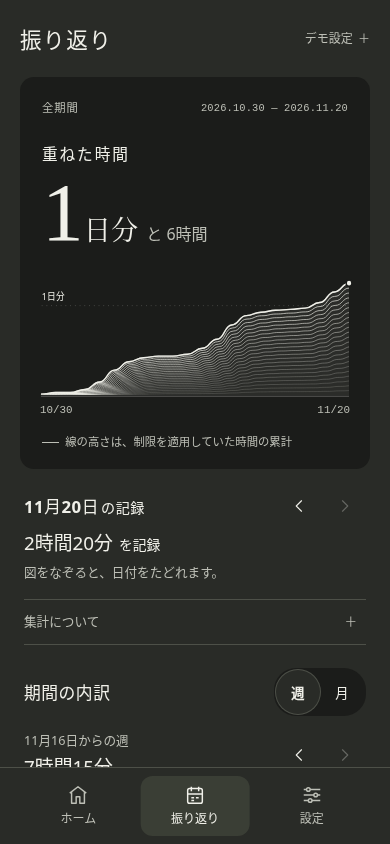 振り返り
デモ設定 +
全期間
2026.10.30 — 2026.11.20
重ねた時間
1日分 と 6時間
1日分
10/30 11/20
線の高さは、制限を適用していた時間の累計
11月20日 の記録
2時間20分 を記録
図をなぞると、日付をたどれます。
集計について +
期間の内訳
週 月
11月16日からの週
7時間15分
ホーム 振り返り 設定